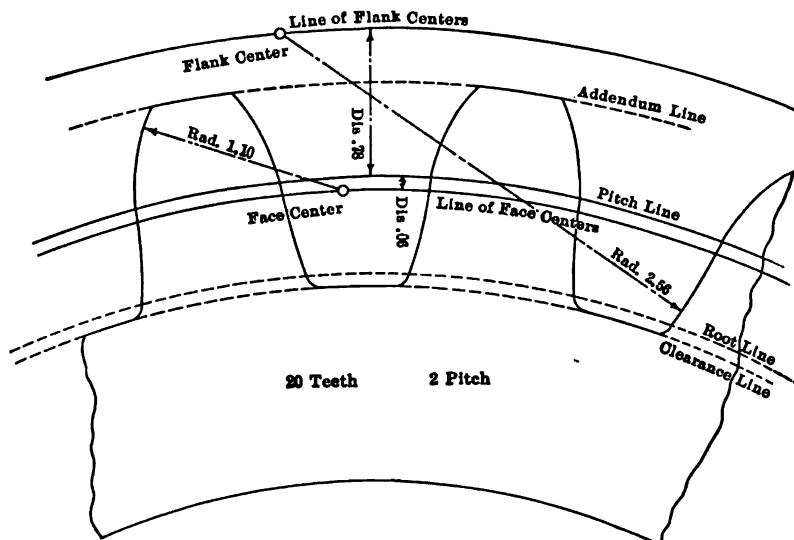 Line of Flank Centers
Flank Center
Addendum Line
Dis .78
Rad. 1.10
Face Center
Dis .06
Line of Face Centers
Pitch Line
Rad. 2.56
Root Line
Clearance Line
20 Teeth
2 Pitch